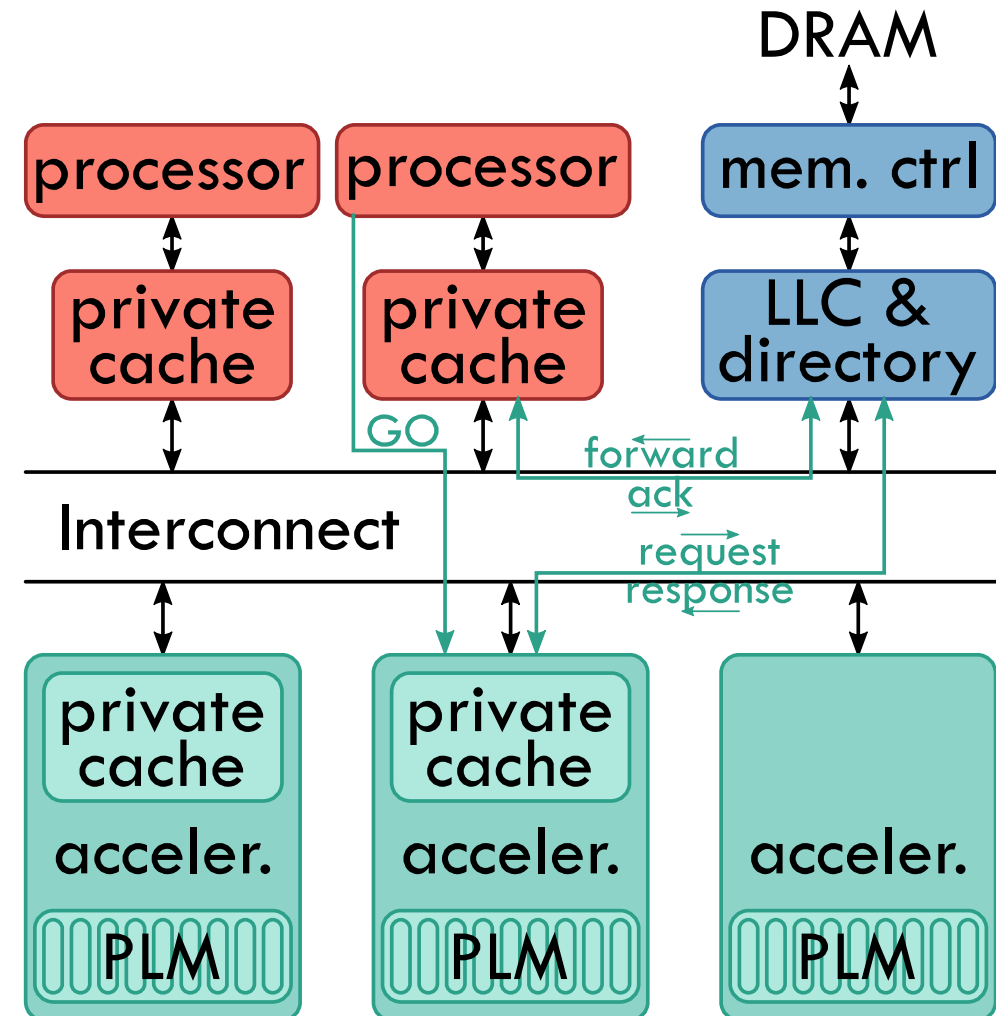 DRAM
processor
processor
mem. ctrl
private
cache
private
cache
LLC &
directory
GO
forward
ack
Interconnect
request
response
private
cache
acceler.
PLM
private
cache
acceler.
PLM
acceler.
PLM